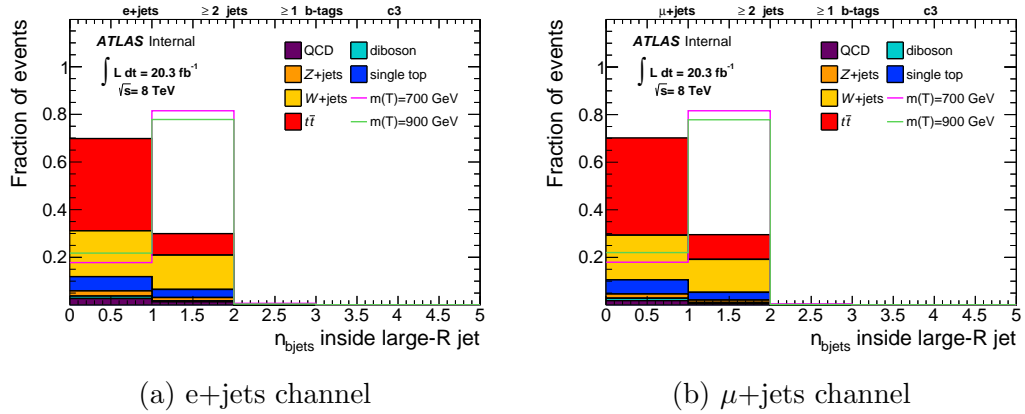 e+jets ≥ 2 jets ≥ 1 b-tags c3
ATLAS Internal
∫ L dt = 20.3 fb⁻¹
√s= 8 TeV
QCD
Z+jets
W+jets
tt̄
diboson
single top
m(T)=700 GeV
m(T)=900 GeV
Fraction of events
1
0.8
0.6
0.4
0.2
0 0.5 1 1.5 2 2.5 3 3.5 4 4.5 5
n_bjets inside large-R jet
(a) e+jets channel
μ+jets ≥ 2 jets ≥ 1 b-tags c3
ATLAS Internal
∫ L dt = 20.3 fb⁻¹
√s= 8 TeV
QCD
Z+jets
W+jets
tt̄
diboson
single top
m(T)=700 GeV
m(T)=900 GeV
Fraction of events
1
0.8
0.6
0.4
0.2
0 0.5 1 1.5 2 2.5 3 3.5 4 4.5 5
n_bjets inside large-R jet
(b) μ+jets channel